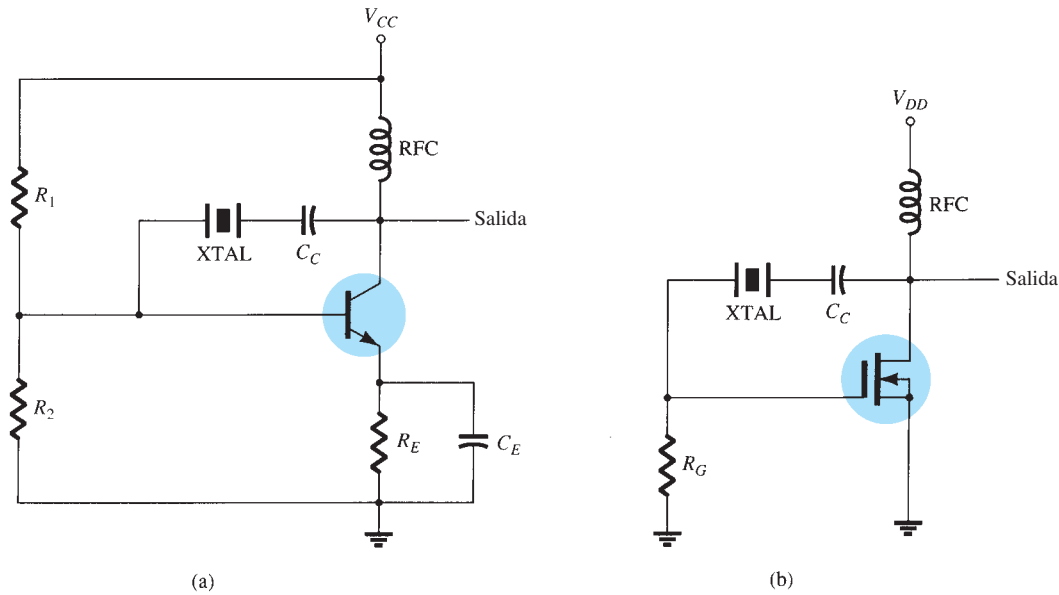 V_CC
RFC
R_1
Salida
XTAL
C_C
R_2
R_E
C_E
(a)
V_DD
RFC
Salida
XTAL
C_C
R_G
(b)